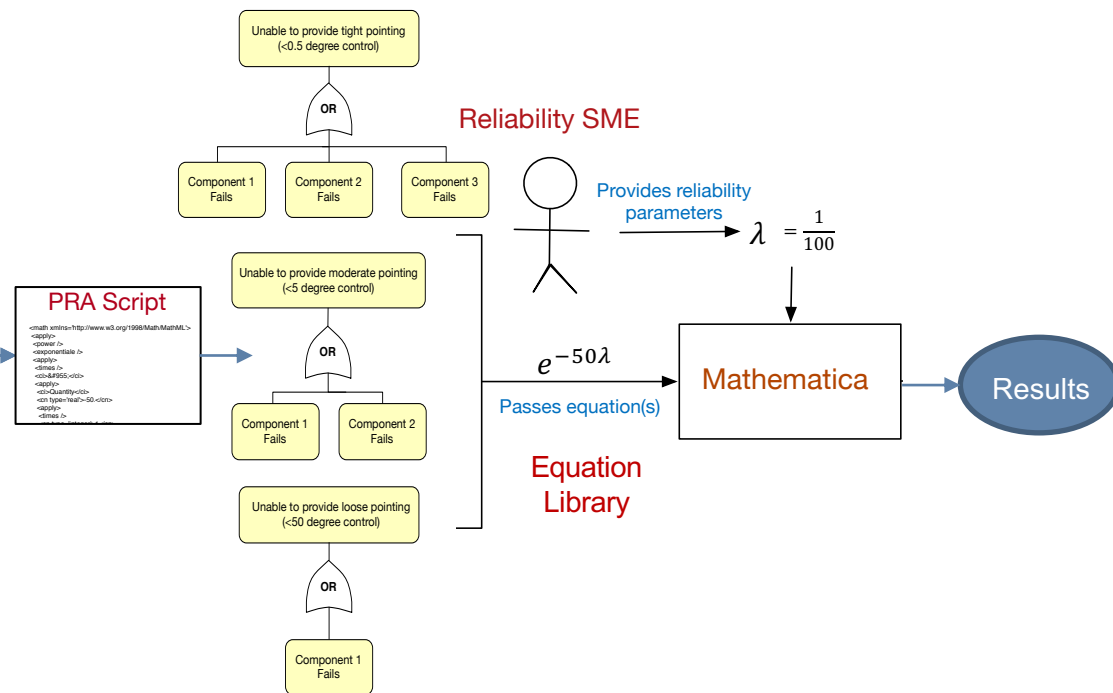 Unable to provide tight pointing
(<0.5 degree control)
OR
Component 1
Fails
Component 2
Fails
Component 3
Fails
Reliability SME
Provides reliability
parameters
λ = 1/100
Unable to provide moderate pointing
(<5 degree control)
OR
Component 1
Fails
Component 2
Fails
PRA Script
<math xmlns='http://www.w3.org/1998/Math/MathML'>
<apply>
<power />
<exponentiale />
<apply>
<times />
<ci>&#955;</ci>
<apply>
<ci>Quantity</ci>
<cn type='real'>-50.</cn>
<apply>
<times />
e^{-50λ}
Passes equation(s)
Mathematica
Results
Equation
Library
Unable to provide loose pointing
(<50 degree control)
OR
Component 1
Fails